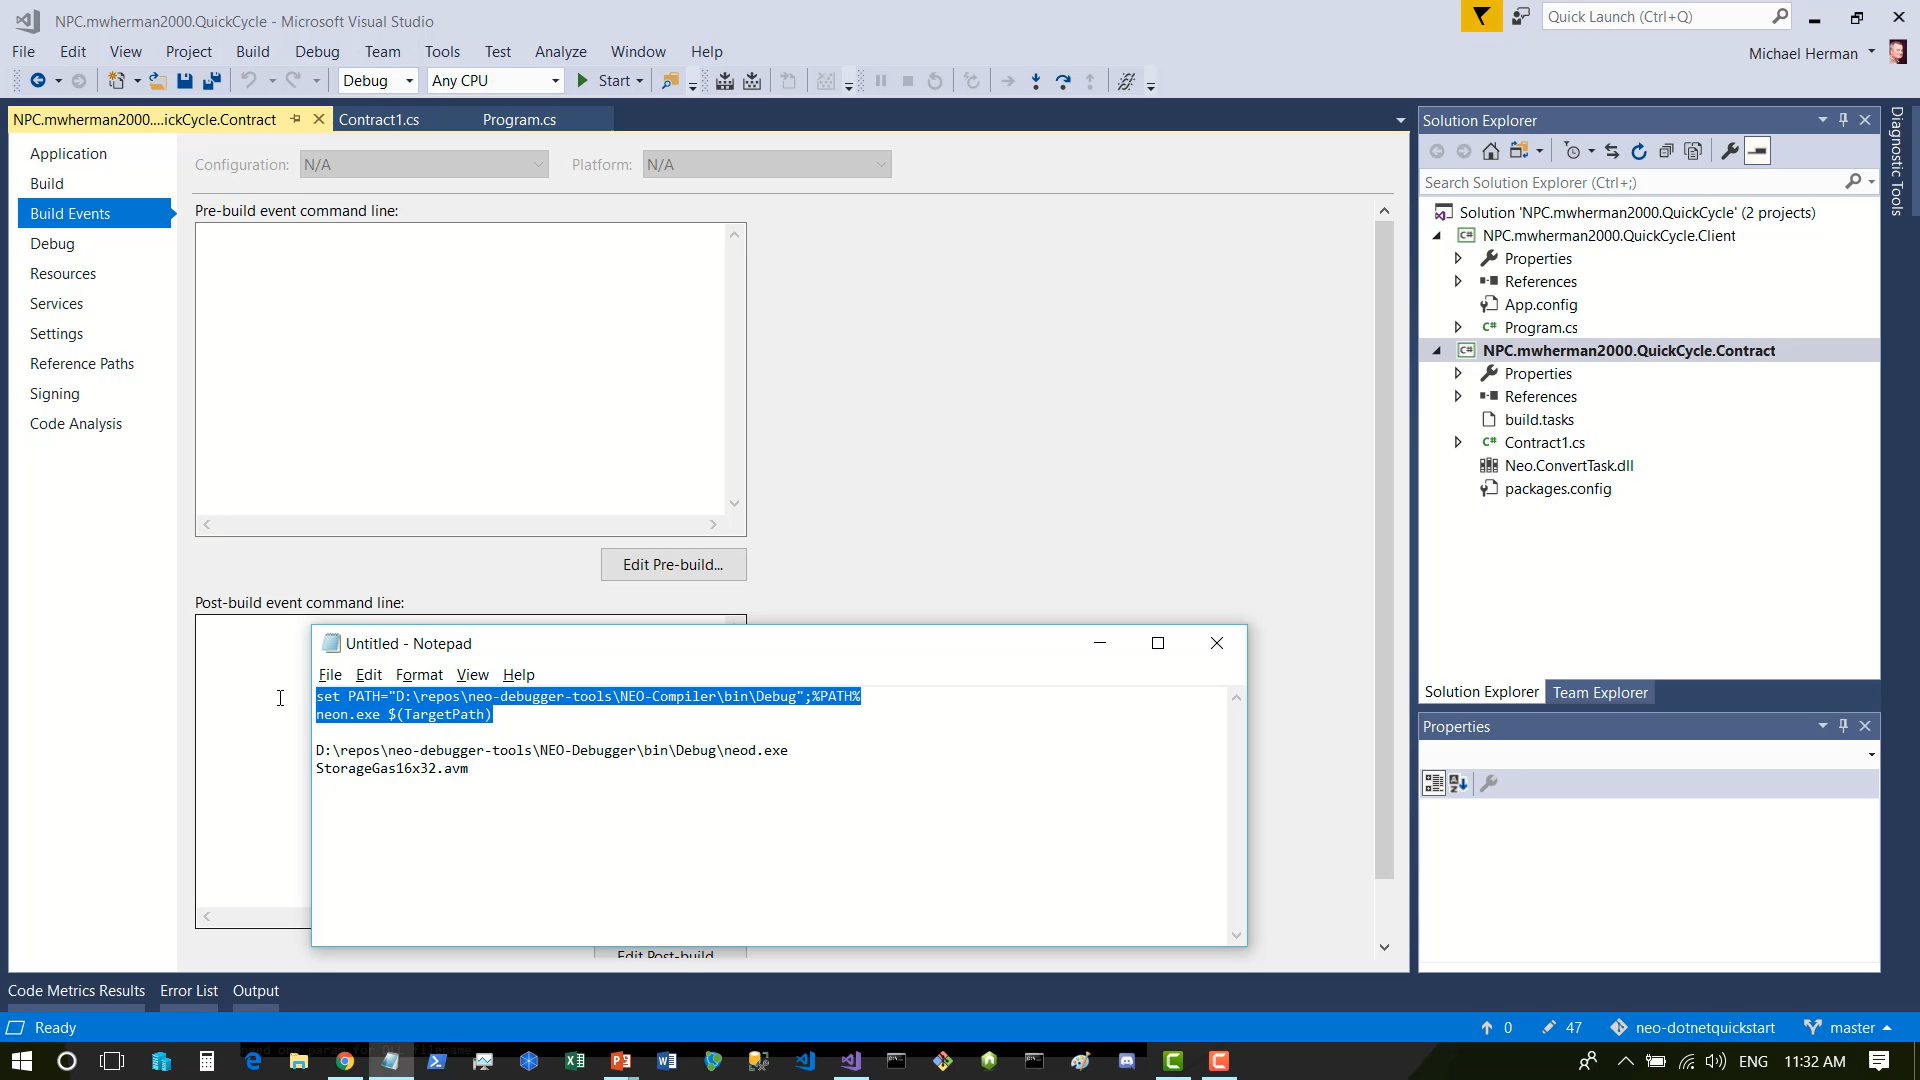 NPC.mwherman2000.QuickCycle - Microsoft Visual Studio
Quick Launch (Ctrl+Q)
File Edit View Project Build Debug Team Tools Test Analyze Window Help
Michael Herman
Debug Any CPU Start
NPC.mwherman2000....ickCycle.Contract Contract1.cs Program.cs
Application
Build
Build Events
Debug
Resources
Services
Settings
Reference Paths
Signing
Code Analysis
Configuration: N/A Platform: N/A
Pre-build event command line:
Edit Pre-build...
Post-build event command line:
Edit Post-build
Untitled - Notepad
File Edit Format View Help
set PATH="D:\repos\neo-debugger-tools\NEO-Compiler\bin\Debug";%PATH%
neon.exe $(TargetPath)
D:\repos\neo-debugger-tools\NEO-Debugger\bin\Debug\neod.exe
StorageGas16x32.avm
Solution Explorer
Search Solution Explorer (Ctrl+;)
Solution 'NPC.mwherman2000.QuickCycle' (2 projects)
NPC.mwherman2000.QuickCycle.Client
Properties
References
App.config
Program.cs
NPC.mwherman2000.QuickCycle.Contract
Properties
References
build.tasks
Contract1.cs
Neo.ConvertTask.dll
packages.config
Solution Explorer Team Explorer
Properties
Diagnostic Tools
Code Metrics Results Error List Output
Ready
0 47 neo-dotnetquickstart master
ENG 11:32 AM